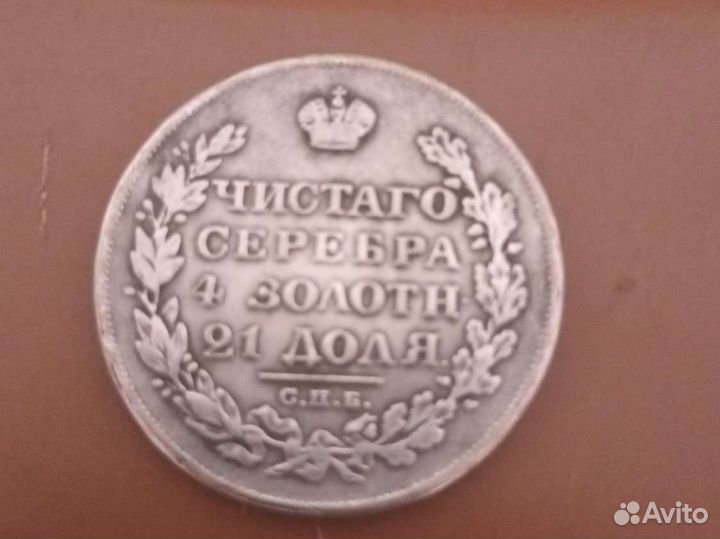 ЧИСТАГО
СЕРЕБРА
4 ЗОЛОТН
21 ДОЛЯ.
С.П.Б.
Avito